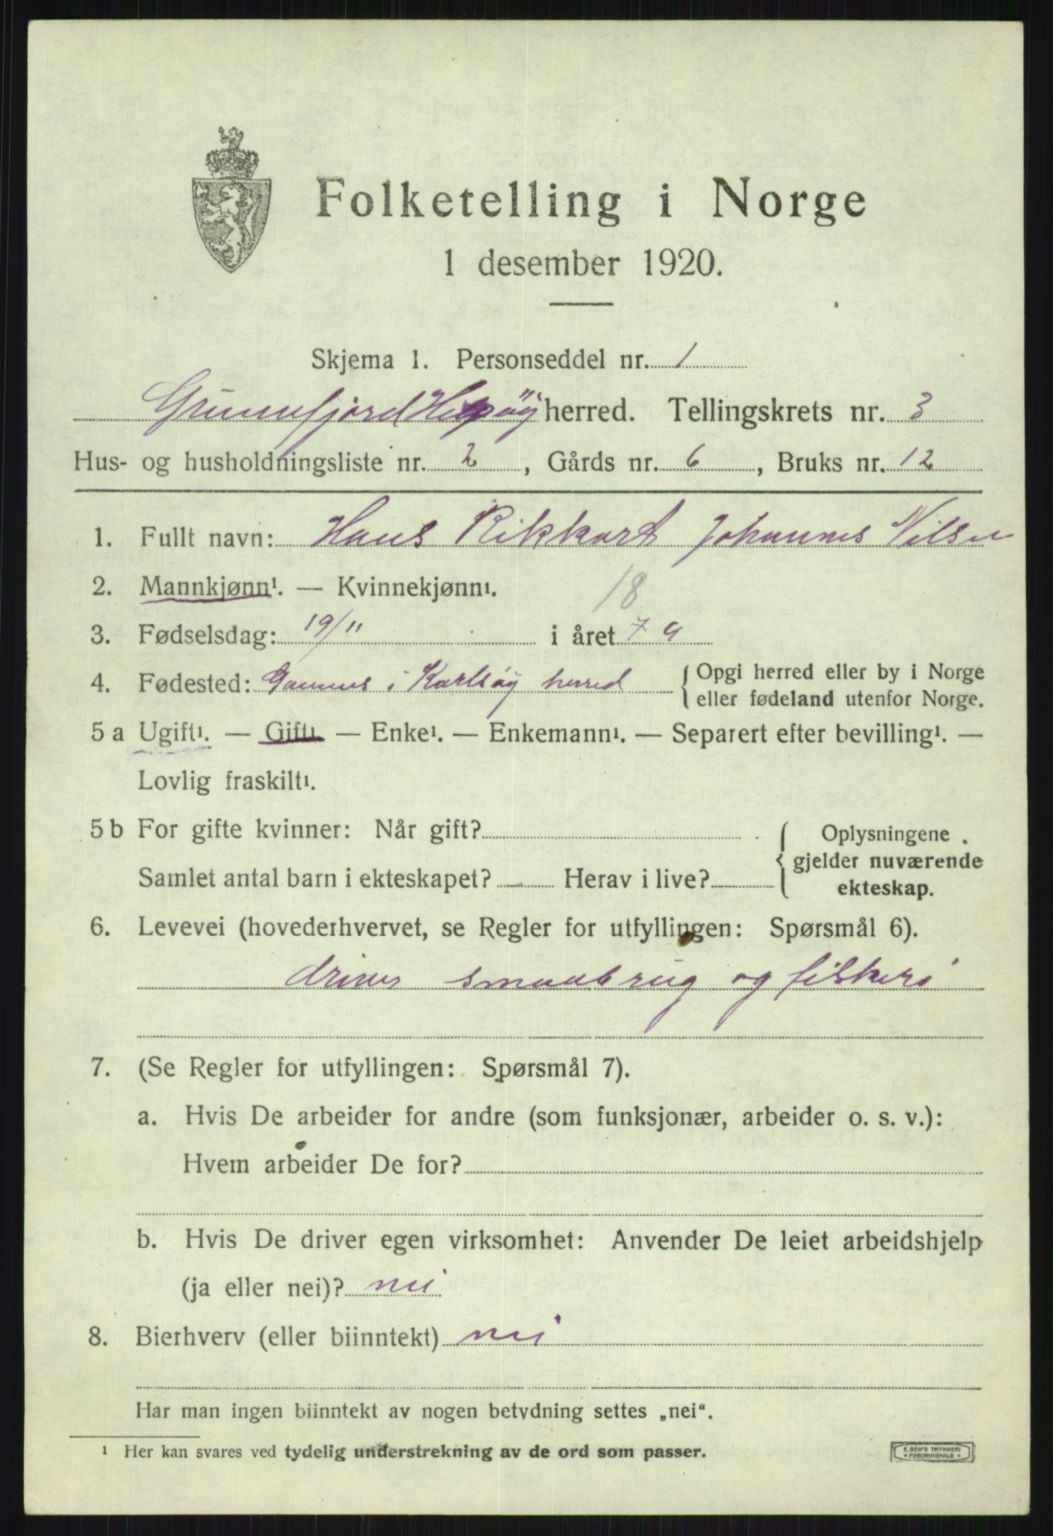 Folketelling i Norge
1 desember 1920.
Skjema 1. Personseddel nr. 1
Grunnfjord Helgøy herred. Tellingskrets nr. 3
Hus- og husholdningsliste nr. 2, Gårds nr. 6, Bruks nr. 12
1. Fullt navn: Hans Rikkart Johannes Nilsen
2. Mannkjønn¹. — Kvinnekjønn¹.
18
3. Fødselsdag: 19/11 i året 79
4. Fødested: i Karlsøy herred { Opgi herred eller by i Norge
eller fødeland utenfor Norge.
5 a Ugift¹. — Gift¹. — Enke¹. — Enkemann¹. — Separert efter bevilling¹. —
Lovlig fraskilt¹.
5 b For gifte kvinner: Når gift? { Oplysningene
gjelder nuværende
Samlet antal barn i ekteskapet? — Herav i live?
ekteskap.
6. Levevei (hovederhvervet, se Regler for utfyllingen: Spørsmål 6).
driver smaabrug og fiskeri
7. (Se Regler for utfyllingen: Spørsmål 7).
a. Hvis De arbeider for andre (som funksjonær, arbeider o. s. v.):
Hvem arbeider De for?
b. Hvis De driver egen virksomhet: Anvender De leiet arbeidshjelp
(ja eller nei)? nei
8. Bierhverv (eller biinntekt) nei
Har man ingen biinntekt av nogen betydning settes „nei“.
¹ Her kan svares ved tydelig understrekning av de ord som passer.
E. SEM'S TRYKKERI
FREDRIKSHALD